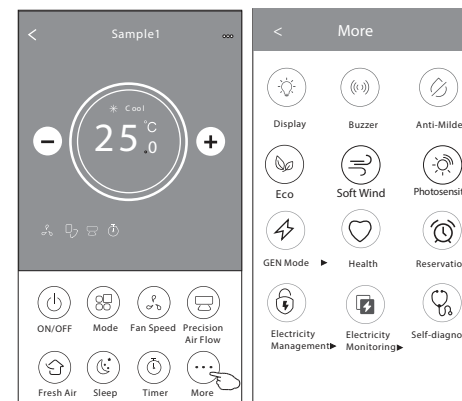 Sample1
Cool
25.0°C
ON/OFF
Mode
Fan Speed
Precision
Air Flow
Fresh Air
Sleep
Timer
More
< More
Display
Buzzer
Anti-Milde
Eco
Soft Wind
Photosensit
GEN Mode
Health
Reservatio
Electricity
Management
Electricity
Monitoring
Self-diagno